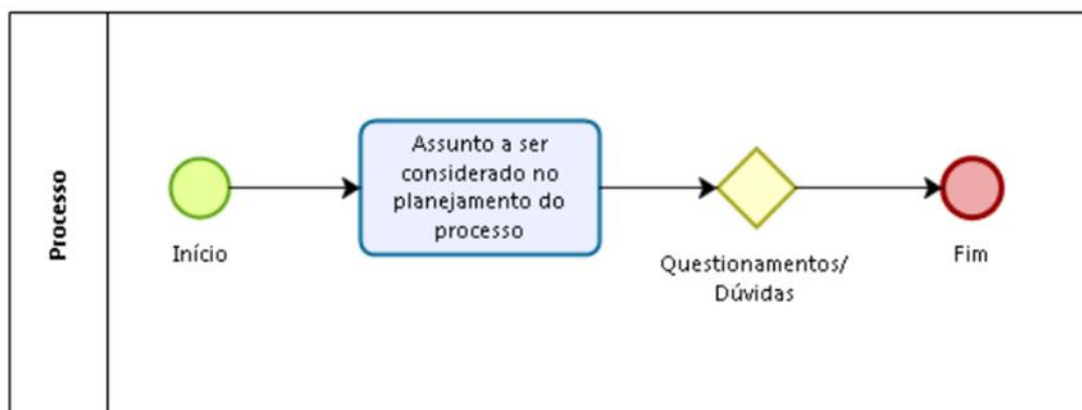 Processo
Início
Assunto a ser
considerado no
planejamento do
processo
Questionamentos/
Dúvidas
Fim